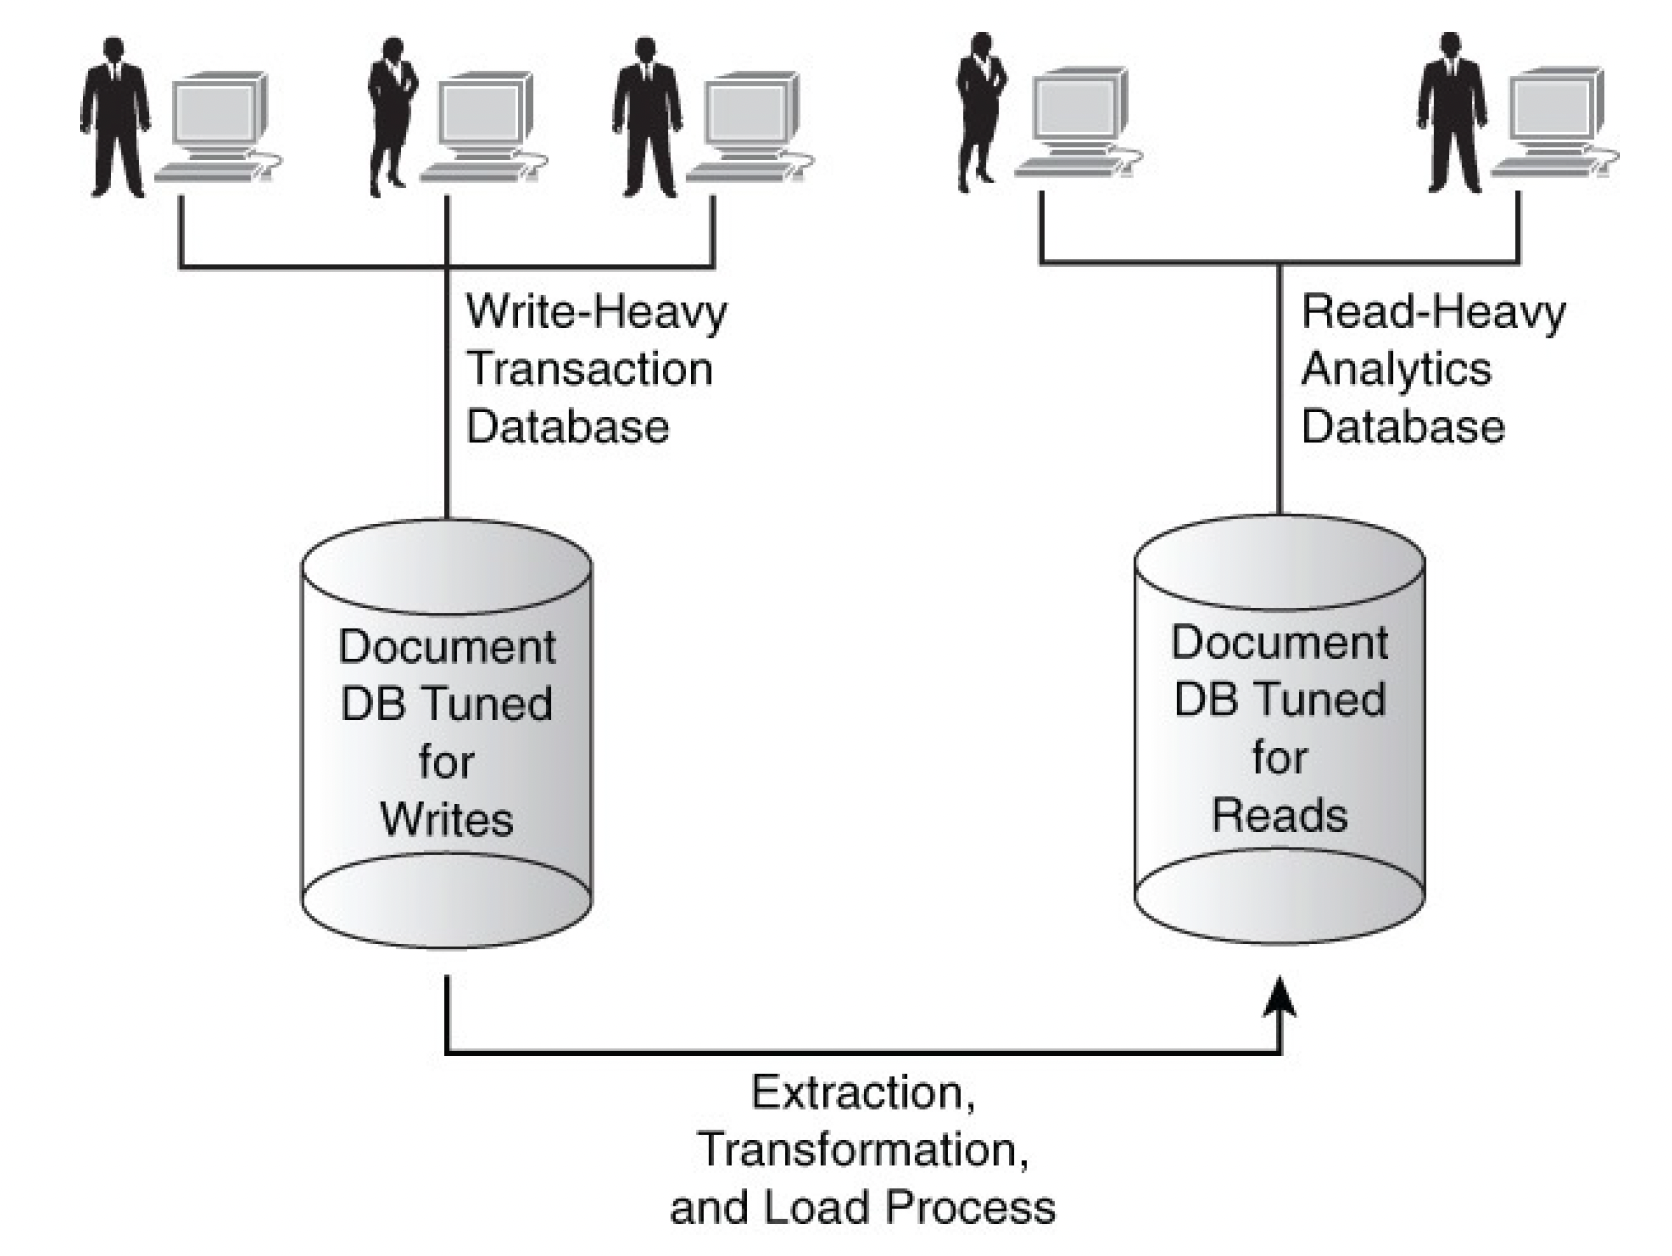 Write-Heavy
Transaction
Database
Read-Heavy
Analytics
Database
Document
DB Tuned
for
Writes
Document
DB Tuned
for
Reads
Extraction,
Transformation,
and Load Process